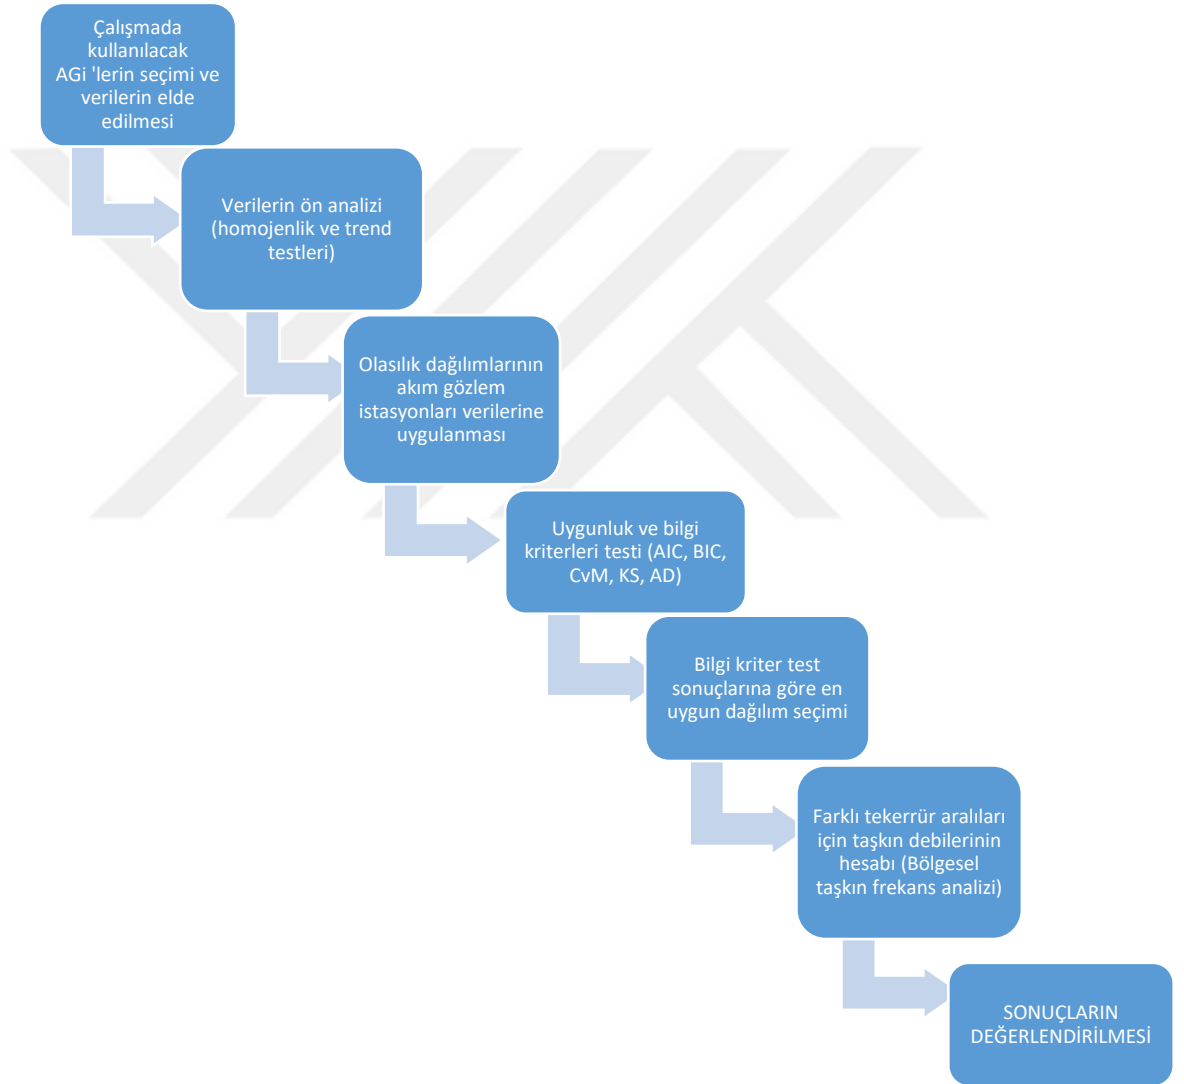 Çalışmada
kullanılacak
AGi 'lerin seçimi ve
verilerin elde
edilmesi
Verilerin ön analizi
(homojenlik ve trend
testleri)
Olasılık dağılımlarının
akım gözlem
istasyonları verilerine
uygulanması
Uygunluk ve bilgi
kriterleri testi (AIC, BIC,
CvM, KS, AD)
Bilgi kriter test
sonuçlarına göre en
uygun dağılım seçimi
Farklı tekerrür aralıları
için taşkın debilerinin
hesabı (Bölgesel
taşkın frekans analizi)
SONUÇLARIN
DEĞERLENDİRİLMESİ